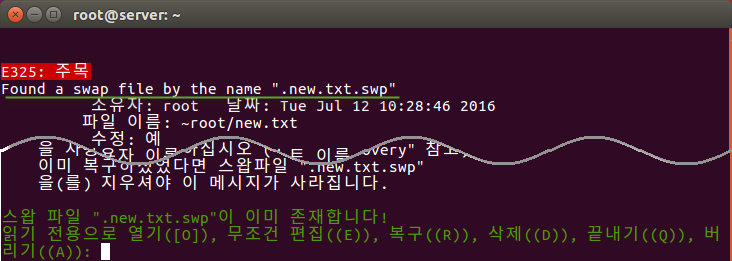 root@server: ~
E325: 주목
Found a swap file by the name ".new.txt.swp"
소유자: root 날짜: Tue Jul 12 10:28:46 2016
파일 이름: ~root/new.txt
수정: 예
을
이미 복구하셨었다면 스왑파일 ".new.txt.swp"
을(를) 지우셔야 이 메시지가 사라집니다.
스왑 파일 ".new.txt.swp"이 이미 존재합니다!
읽기 전용으로 열기([O]), 무조건 편집((E)), 복구((R)), 삭제((D)), 끝내기((Q)), 버
리기((A)):